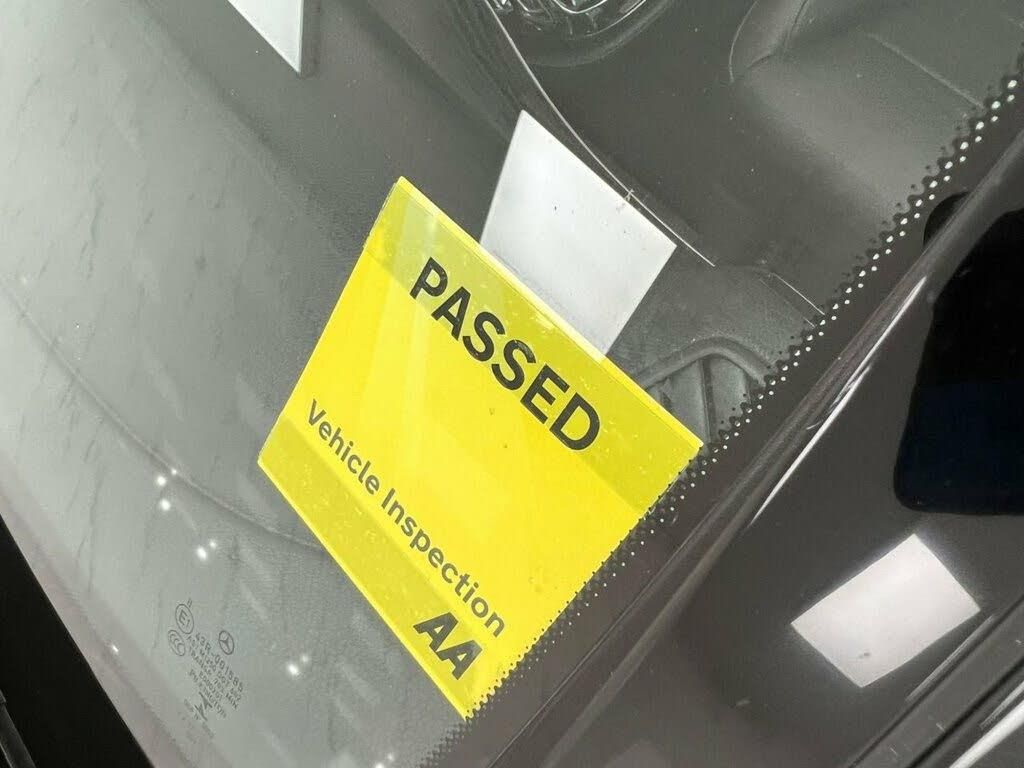 PASSED
Vehicle Inspection
AA